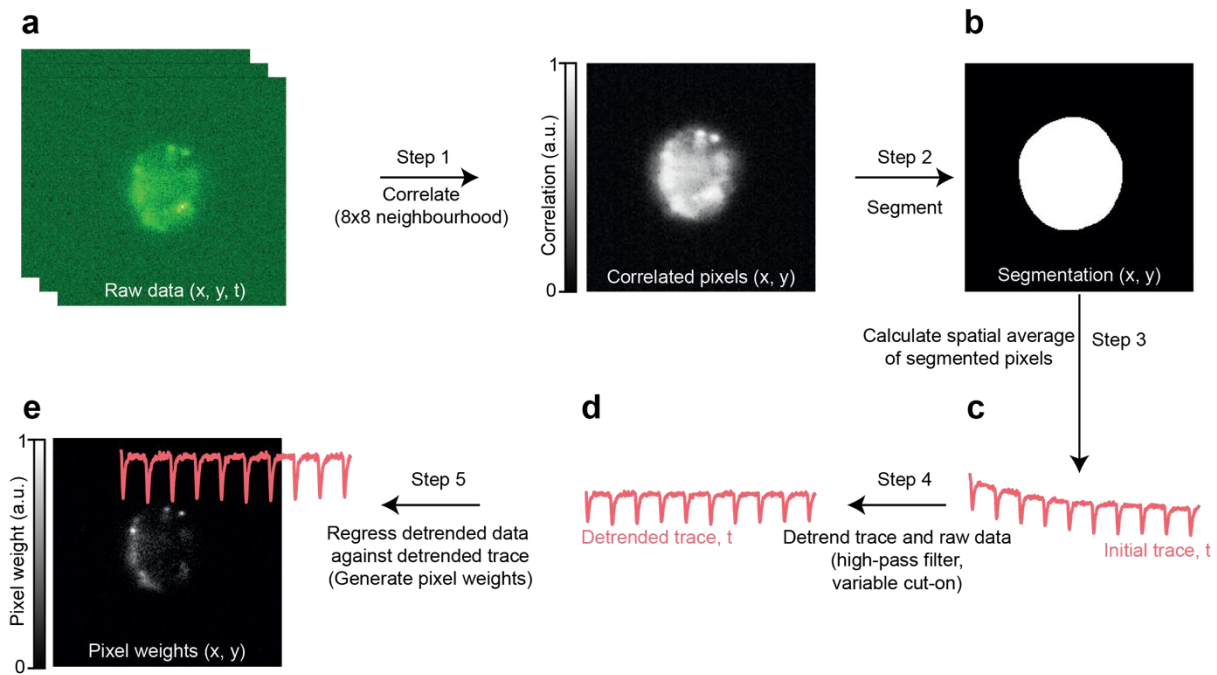 a
Raw data (x, y, t)
Step 1
Correlate
(8x8 neighbourhood)
1
Correlation (a.u.)
0
Correlated pixels (x, y)
Step 2
Segment
b
Segmentation (x, y)
Calculate spatial average
of segmented pixels
Step 3
c
Initial trace, t
Step 4
Detrend trace and raw data
(high-pass filter,
variable cut-on)
d
Detrended trace, t
Step 5
Regress detrended data
against detrended trace
(Generate pixel weights)
e
1
Pixel weight (a.u.)
0
Pixel weights (x, y)